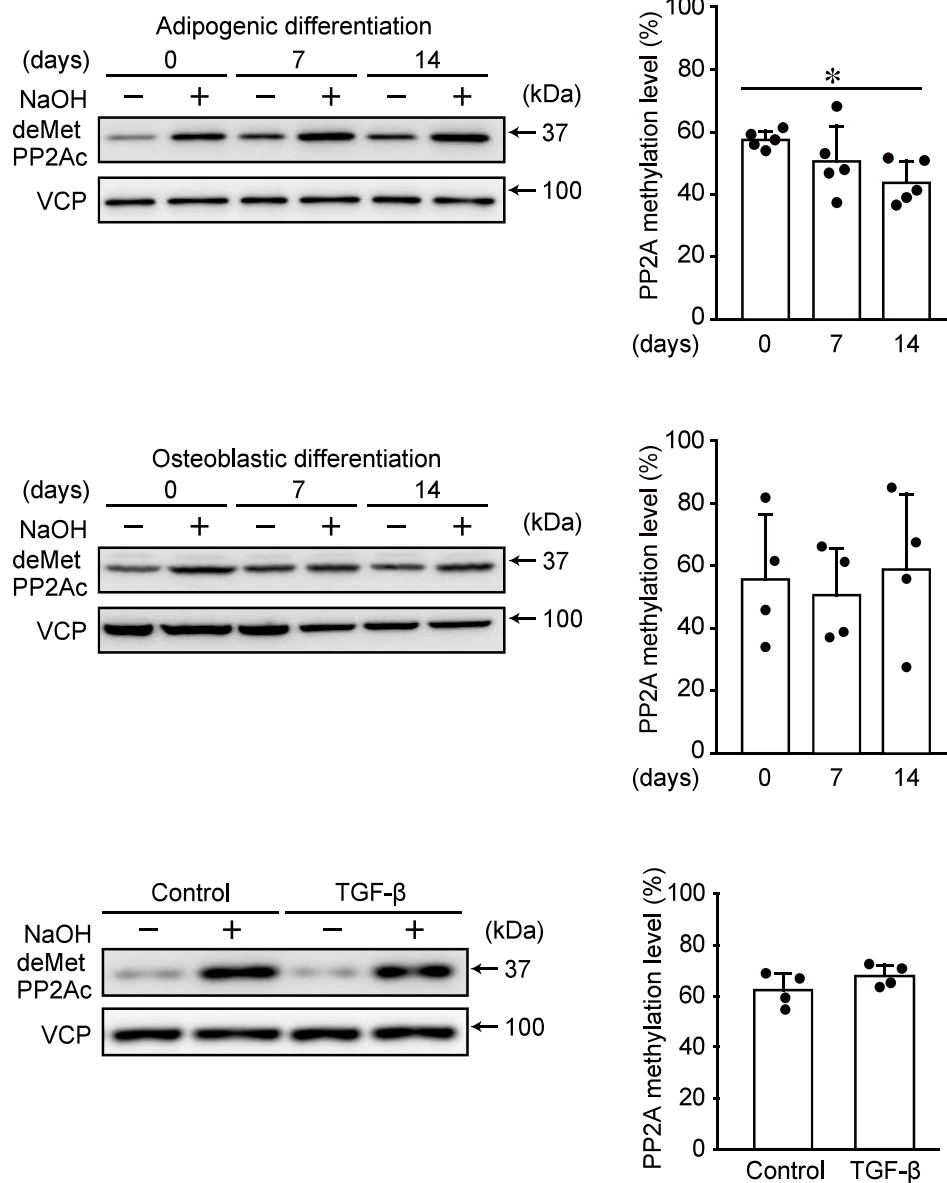 Adipogenic differentiation
(days) 0 7 14
NaOH − + − + − + (kDa)
deMet
PP2Ac ← 37
VCP ← 100
PP2A methylation level (%)
100
80
60
40
20
0
*
(days) 0 7 14
Osteoblastic differentiation
(days) 0 7 14
NaOH − + − + − + (kDa)
deMet
PP2Ac ← 37
VCP ← 100
PP2A methylation level (%)
100
80
60
40
20
0
(days) 0 7 14
Control TGF-β
NaOH − + − + (kDa)
deMet
PP2Ac ← 37
VCP ← 100
PP2A methylation level (%)
100
80
60
40
20
0
Control TGF-β